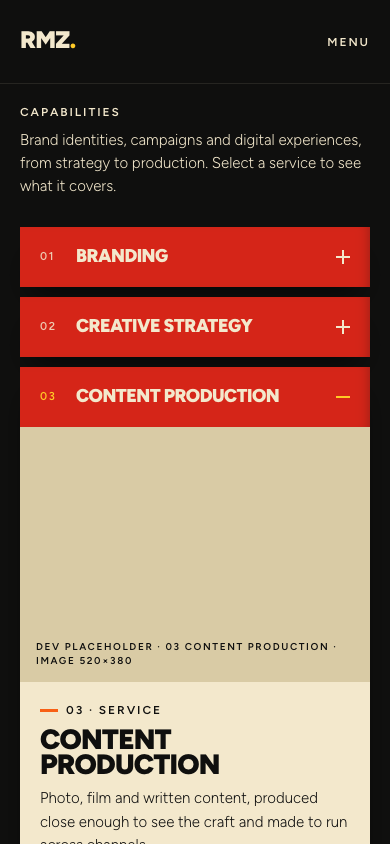 RMZ.
MENU
CAPABILITIES
Brand identities, campaigns and digital experiences,
from strategy to production. Select a service to see
what it covers.
01 BRANDING
02 CREATIVE STRATEGY
03 CONTENT PRODUCTION
DEV PLACEHOLDER · 03 CONTENT PRODUCTION ·
IMAGE 520×380
03 · SERVICE
CONTENT
PRODUCTION
Photo, film and written content, produced
close enough to see the craft and made to run
across channels.